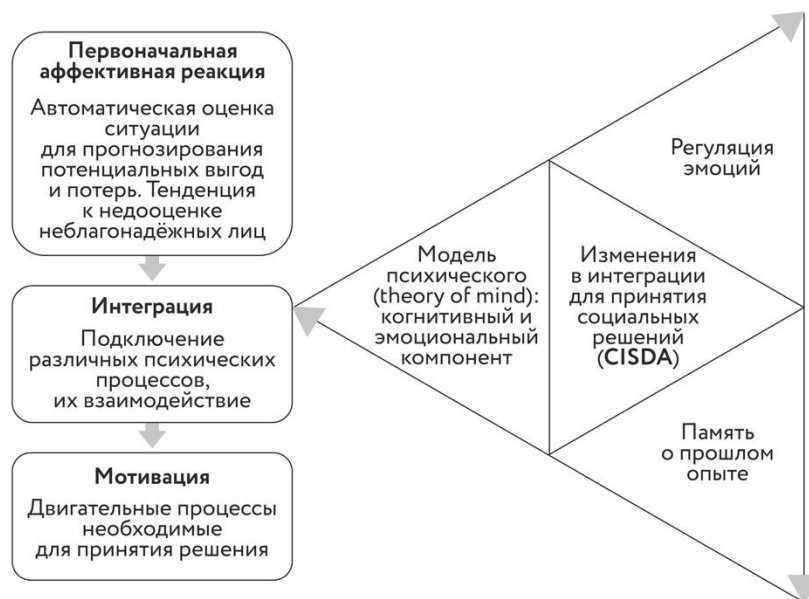 Первоначальная
аффективная реакция
Автоматическая оценка
ситуации
для прогнозирования
потенциальных выгод
и потерь. Тенденция
к недооценке
неблагонадёжных лиц
Интеграция
Подключение
различных психических
процессов,
их взаимодействие
Мотивация
Двигательные процессы
необходимые
для принятия решения
Модель
психического
(theory of mind):
когнитивный и
эмоциональный
компонент
Изменения
в интеграции
для принятия
социальных
решений
(CISDA)
Регуляция
эмоций
Память
о прошлом
опыте